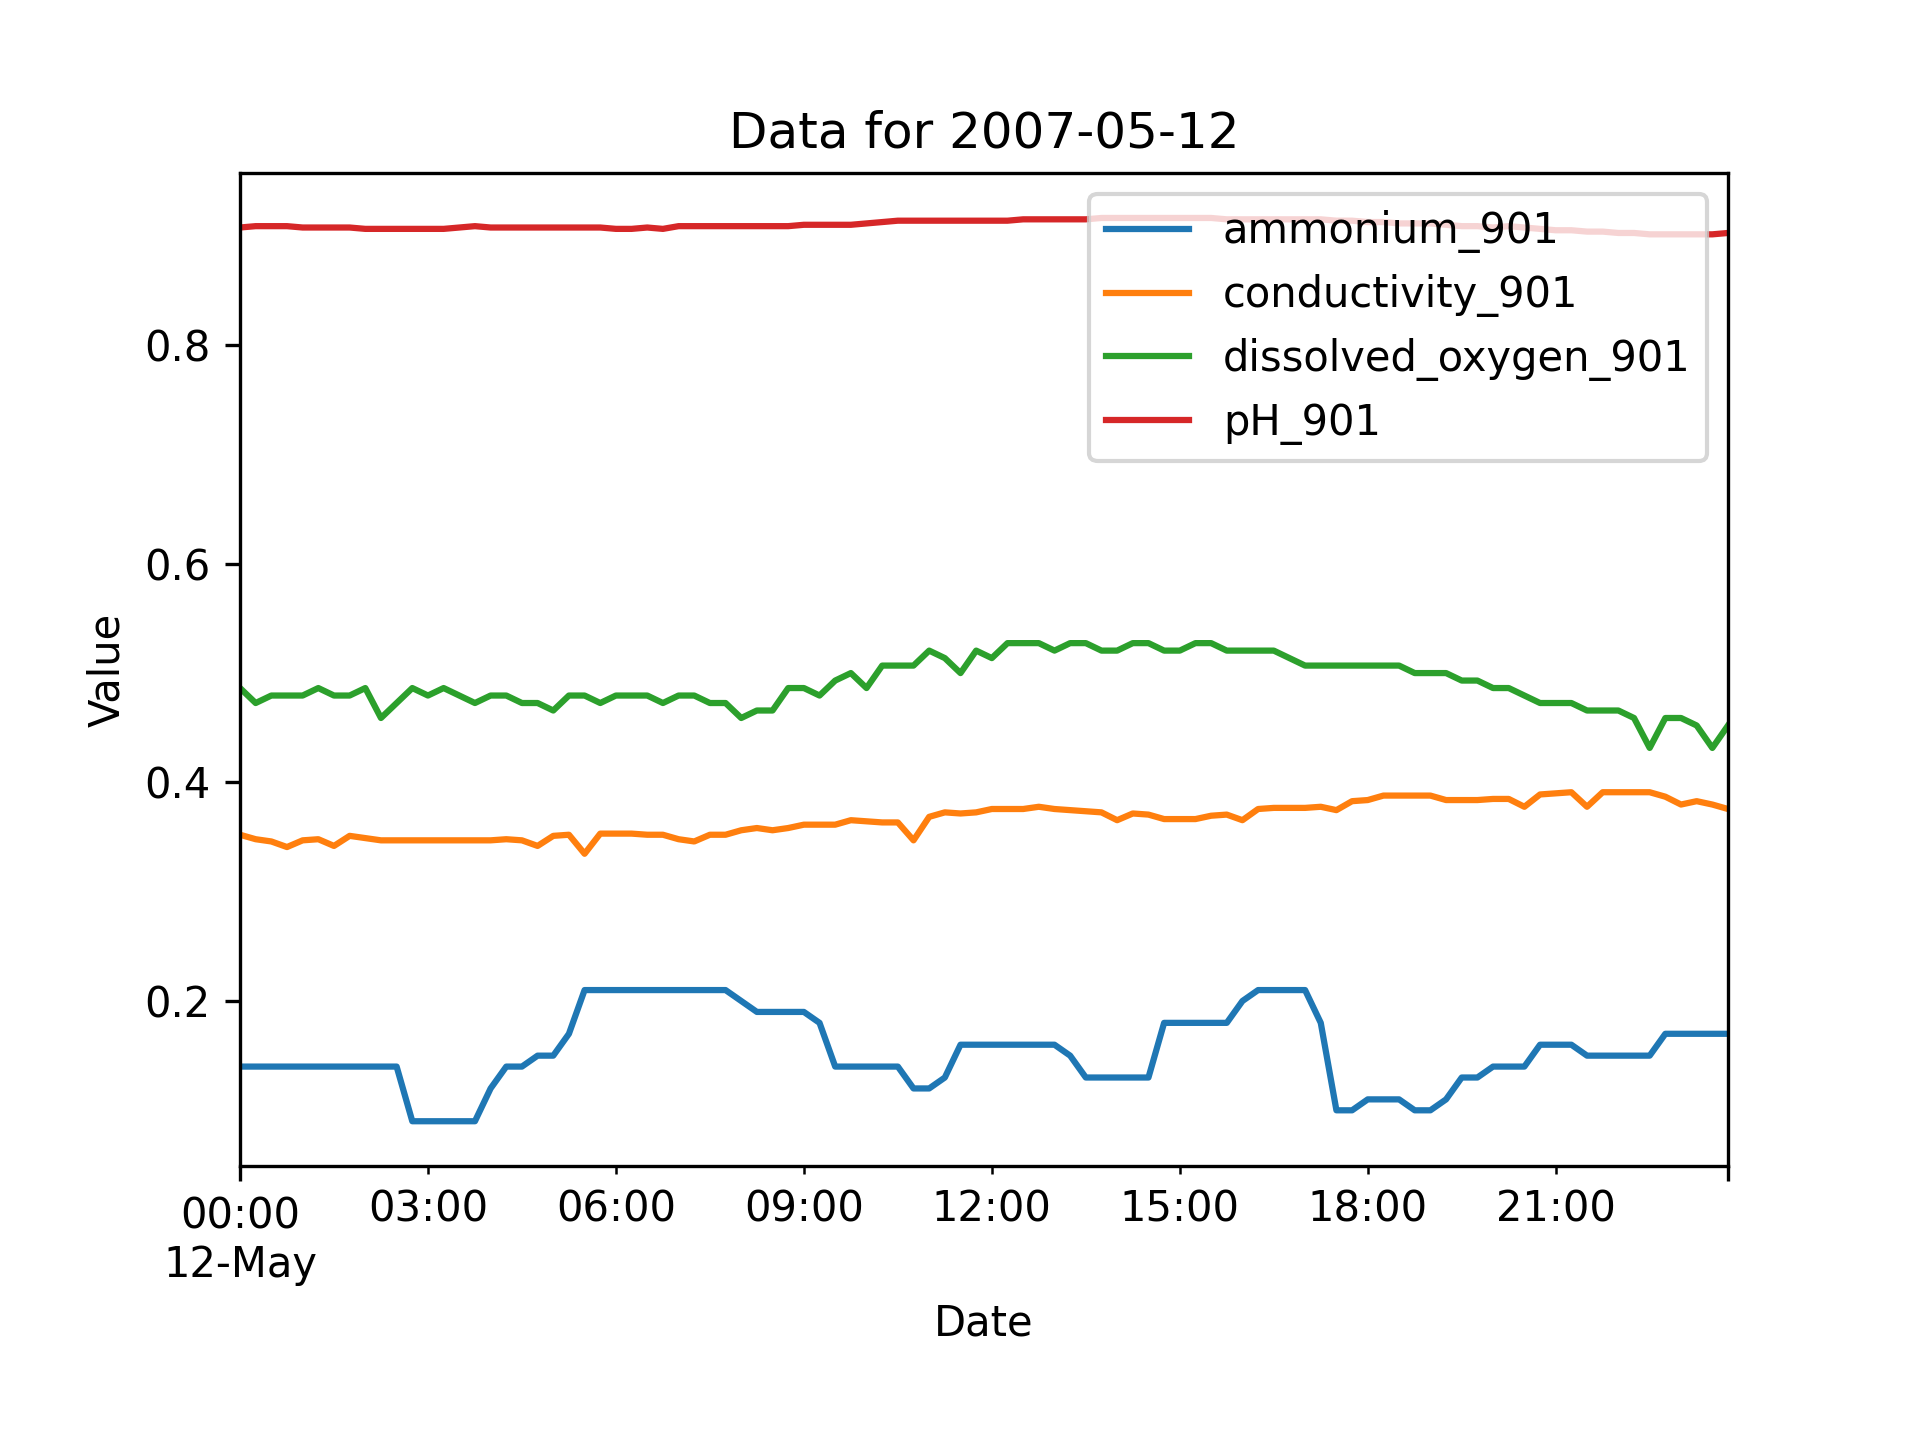 Data for 2007-05-12
ammonium_901
conductivity_901
dissolved_oxygen_901
pH_901
0.8
0.6
0.4
0.2
Value
00:00 03:00 06:00 09:00 12:00 15:00 18:00 21:00
12-May
Date